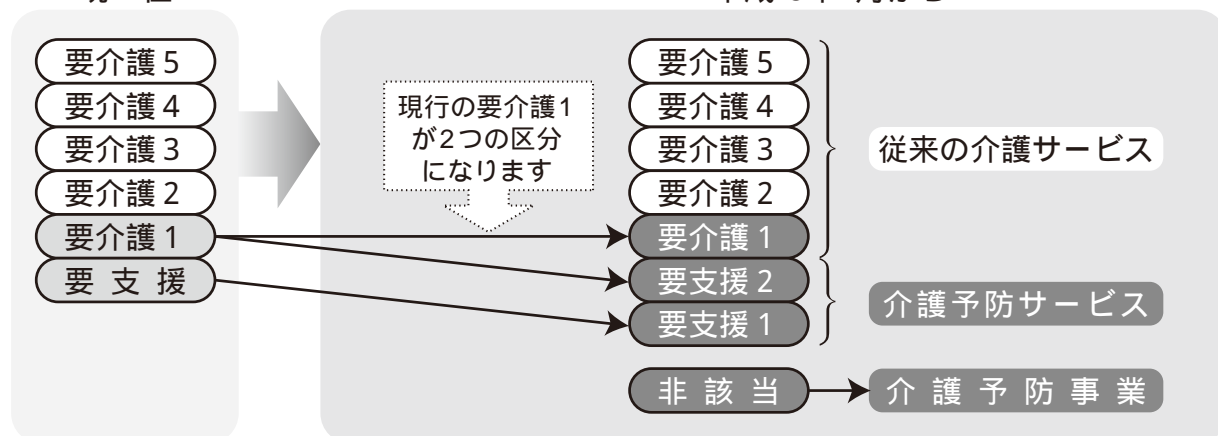 要介護5
要介護4
要介護3
要介護2
要介護1
要支援
現行の要介護1
が2つの区分
になります
要介護5
要介護4
要介護3
要介護2
要介護1
要支援2
要支援1
非該当
従来の介護サービス
介護予防サービス
介護予防事業